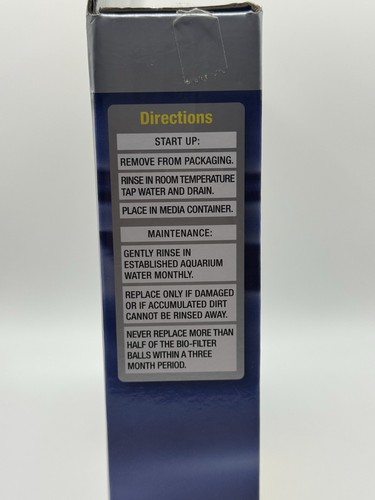 Directions
START UP:
REMOVE FROM PACKAGING.
RINSE IN ROOM TEMPERATURE
TAP WATER AND DRAIN.
PLACE IN MEDIA CONTAINER.
MAINTENANCE:
GENTLY RINSE IN
ESTABLISHED AQUARIUM
WATER MONTHLY.
REPLACE ONLY IF DAMAGED
OR IF ACCUMULATED DIRT
CANNOT BE RINSED AWAY.
NEVER REPLACE MORE THAN
HALF OF THE BIO-FILTER
BALLS WITHIN A THREE
MONTH PERIOD.